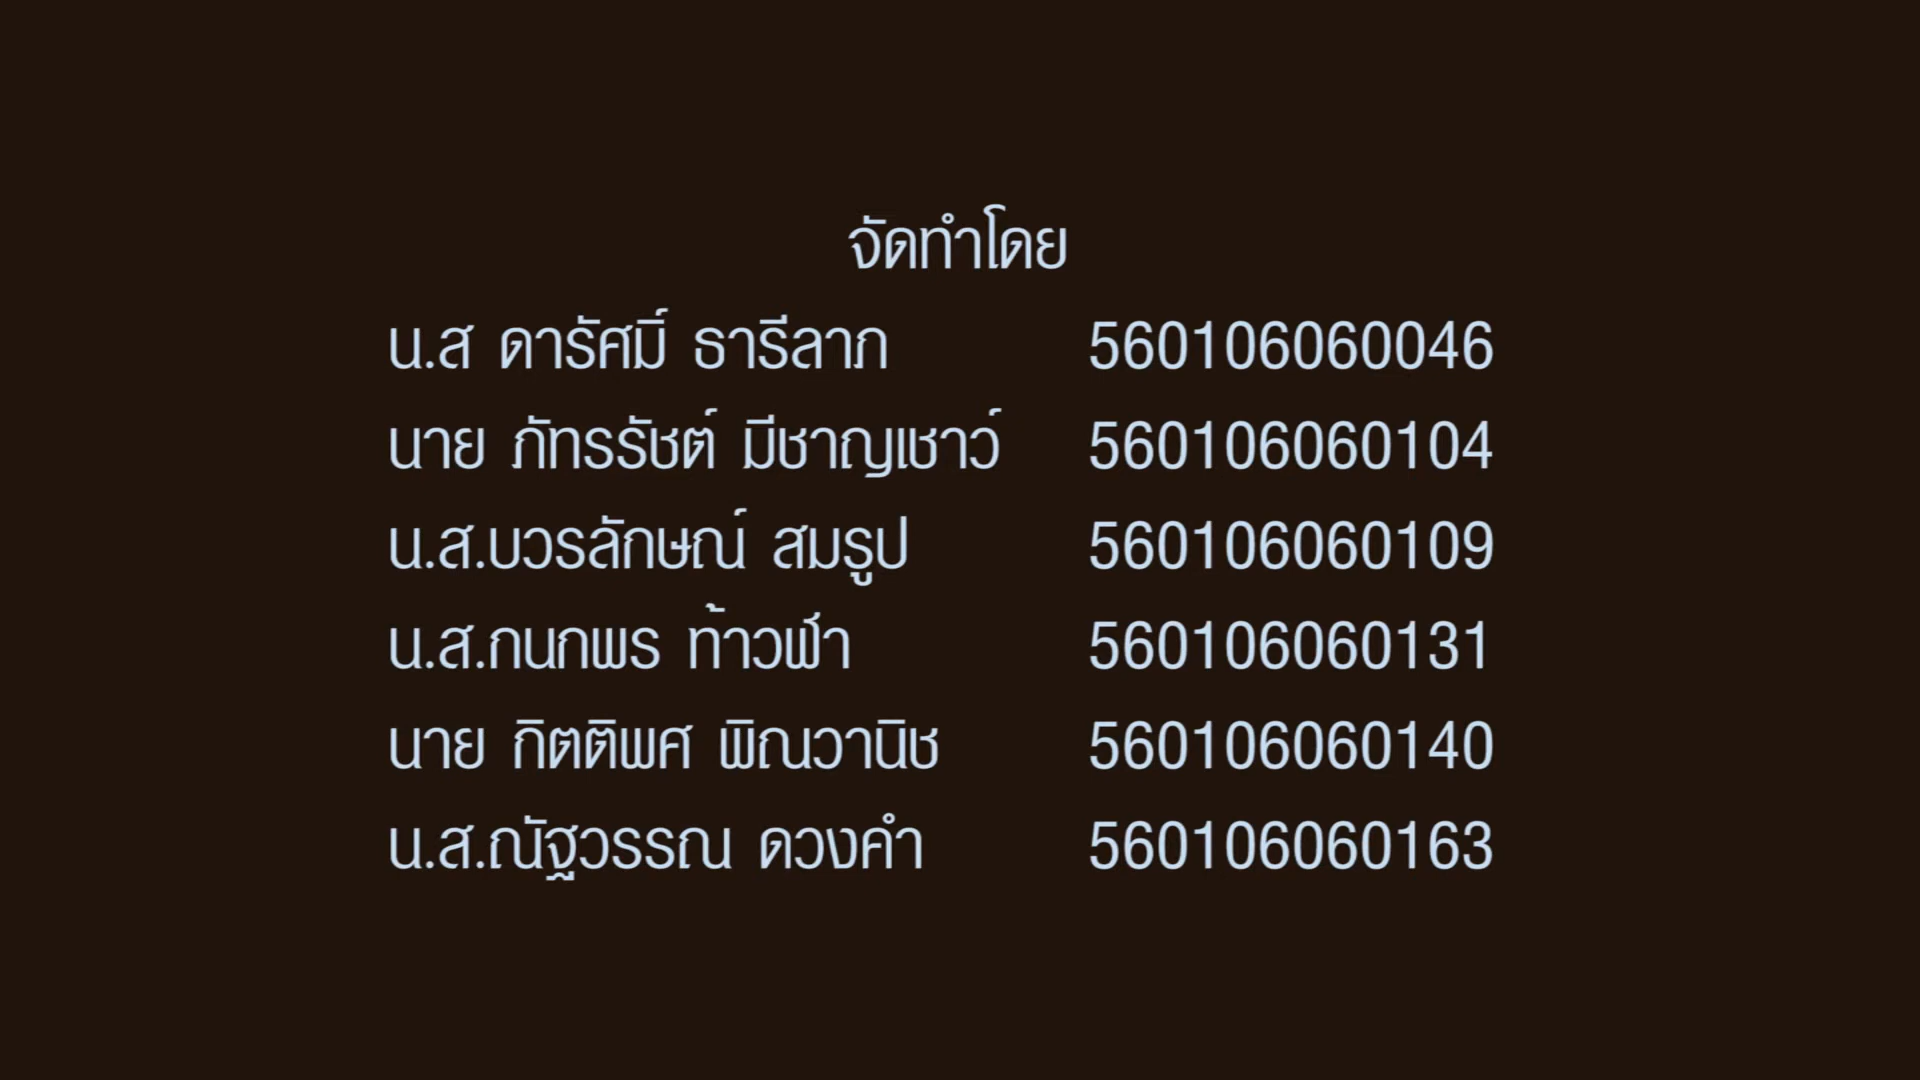 จัดทำโดย
น.ส ดารัศมิ์ ธารีลาภ 560106060046
นาย ภัทรรัชต์ มีชาญเชาว์ 560106060104
น.ส.บวรลักษณ์ สมรูป 560106060109
น.ส.กนกพร ท้าวฬา 560106060131
นาย กิตติพศ พิณวานิช 560106060140
น.ส.ณัฐวรรณ ดวงคำ 560106060163